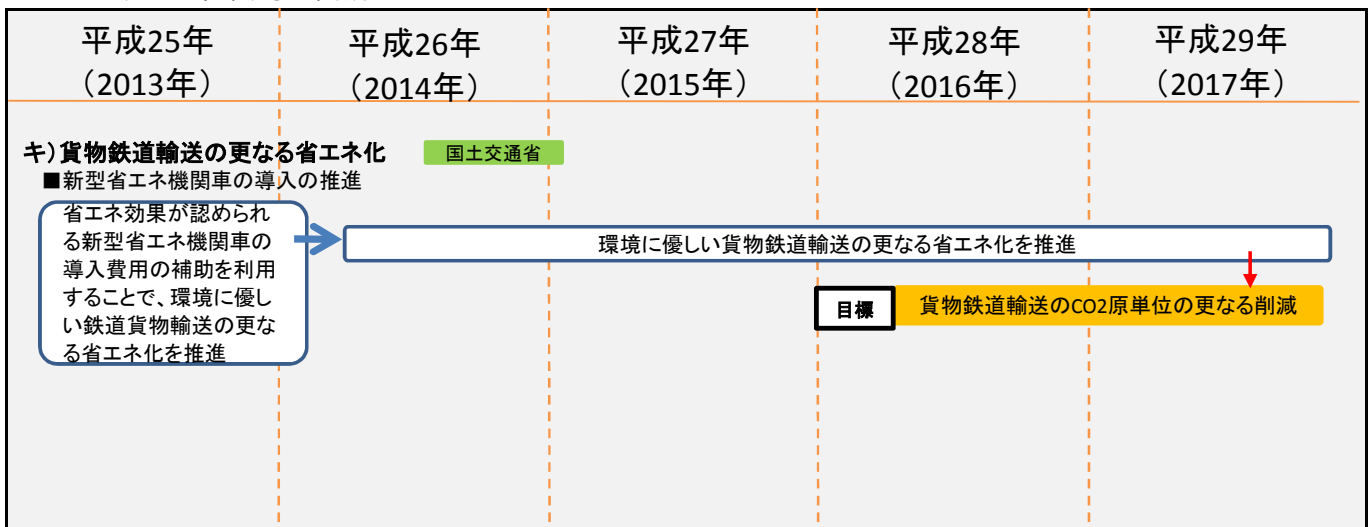 平成25年
(2013年)
平成26年
(2014年)
平成27年
(2015年)
平成28年
(2016年)
平成29年
(2017年)
キ)貨物鉄道輸送の更なる省エネ化
国土交通省
■新型省エネ機関車の導入の推進
省エネ効果が認められ
る新型省エネ機関車の
導入費用の補助を利用
することで、環境に優し
い鉄道貨物輸送の更な
る省エネ化を推進
環境に優しい貨物鉄道輸送の更なる省エネ化を推進
目標
貨物鉄道輸送のCO2原単位の更なる削減